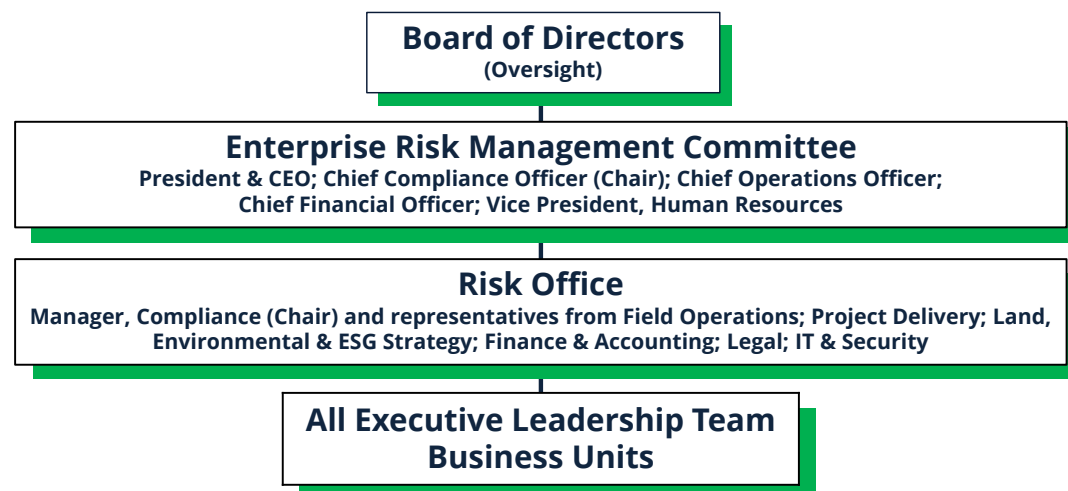 Board of Directors
(Oversight)
Enterprise Risk Management Committee
President & CEO; Chief Compliance Officer (Chair); Chief Operations Officer;
Chief Financial Officer; Vice President, Human Resources
Risk Office
Manager, Compliance (Chair) and representatives from Field Operations; Project Delivery; Land,
Environmental & ESG Strategy; Finance & Accounting; Legal; IT & Security
All Executive Leadership Team
Business Units